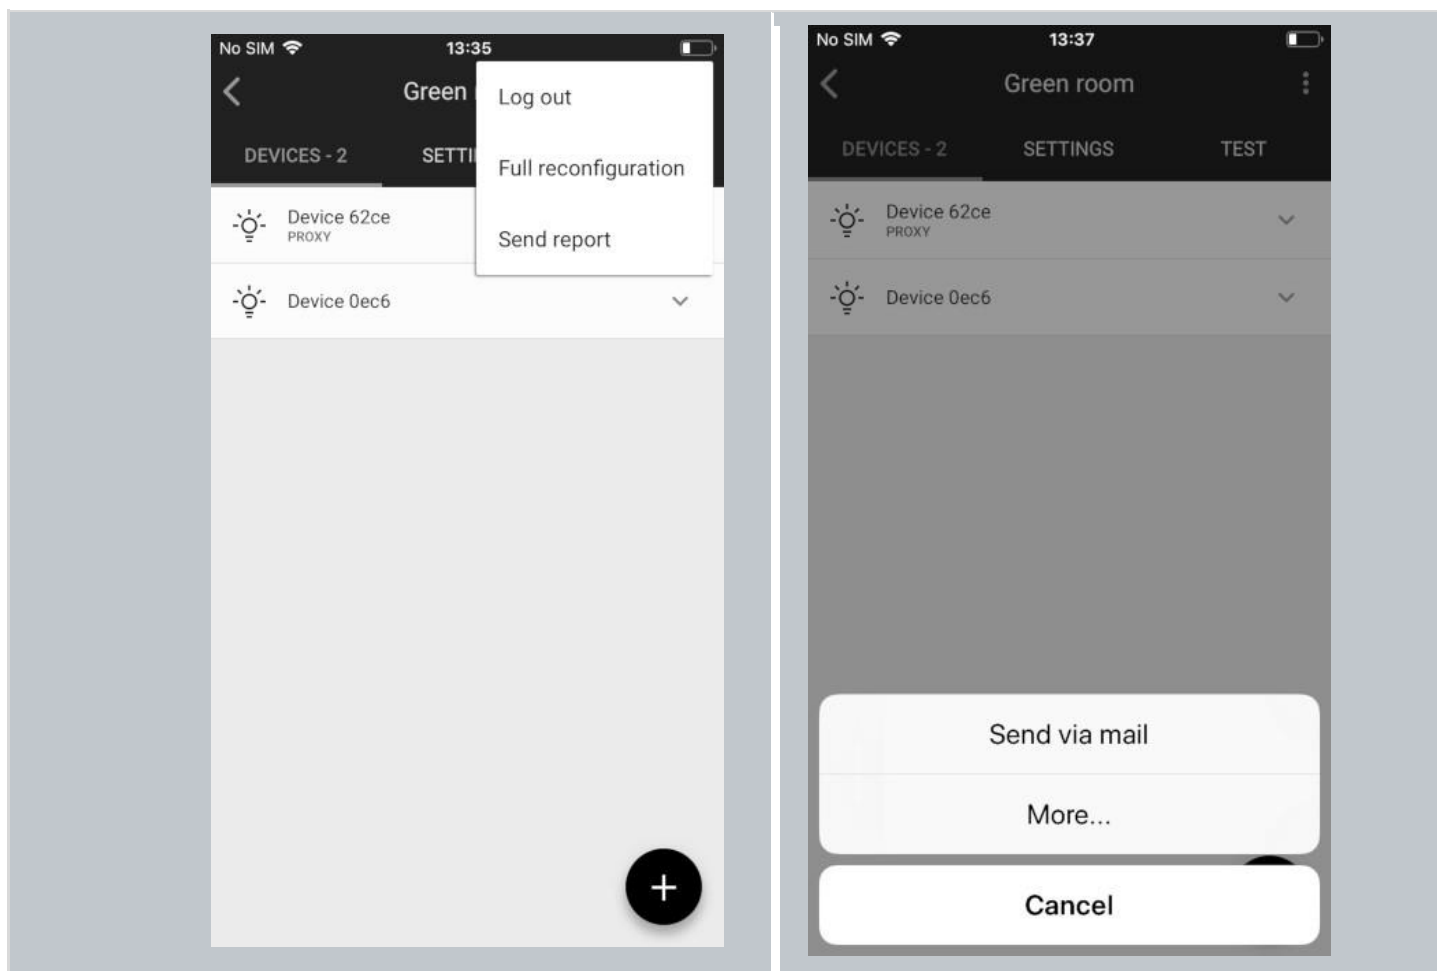 No SIM 13:35
Green
Log out
DEVICES - 2 SETTI
Full reconfiguration
Device 62ce
PROXY
Send report
Device 0ec6
No SIM 13:37
Green room
DEVICES - 2 SETTINGS TEST
Device 62ce
PROXY
Device 0ec6
Send via mail
More...
Cancel